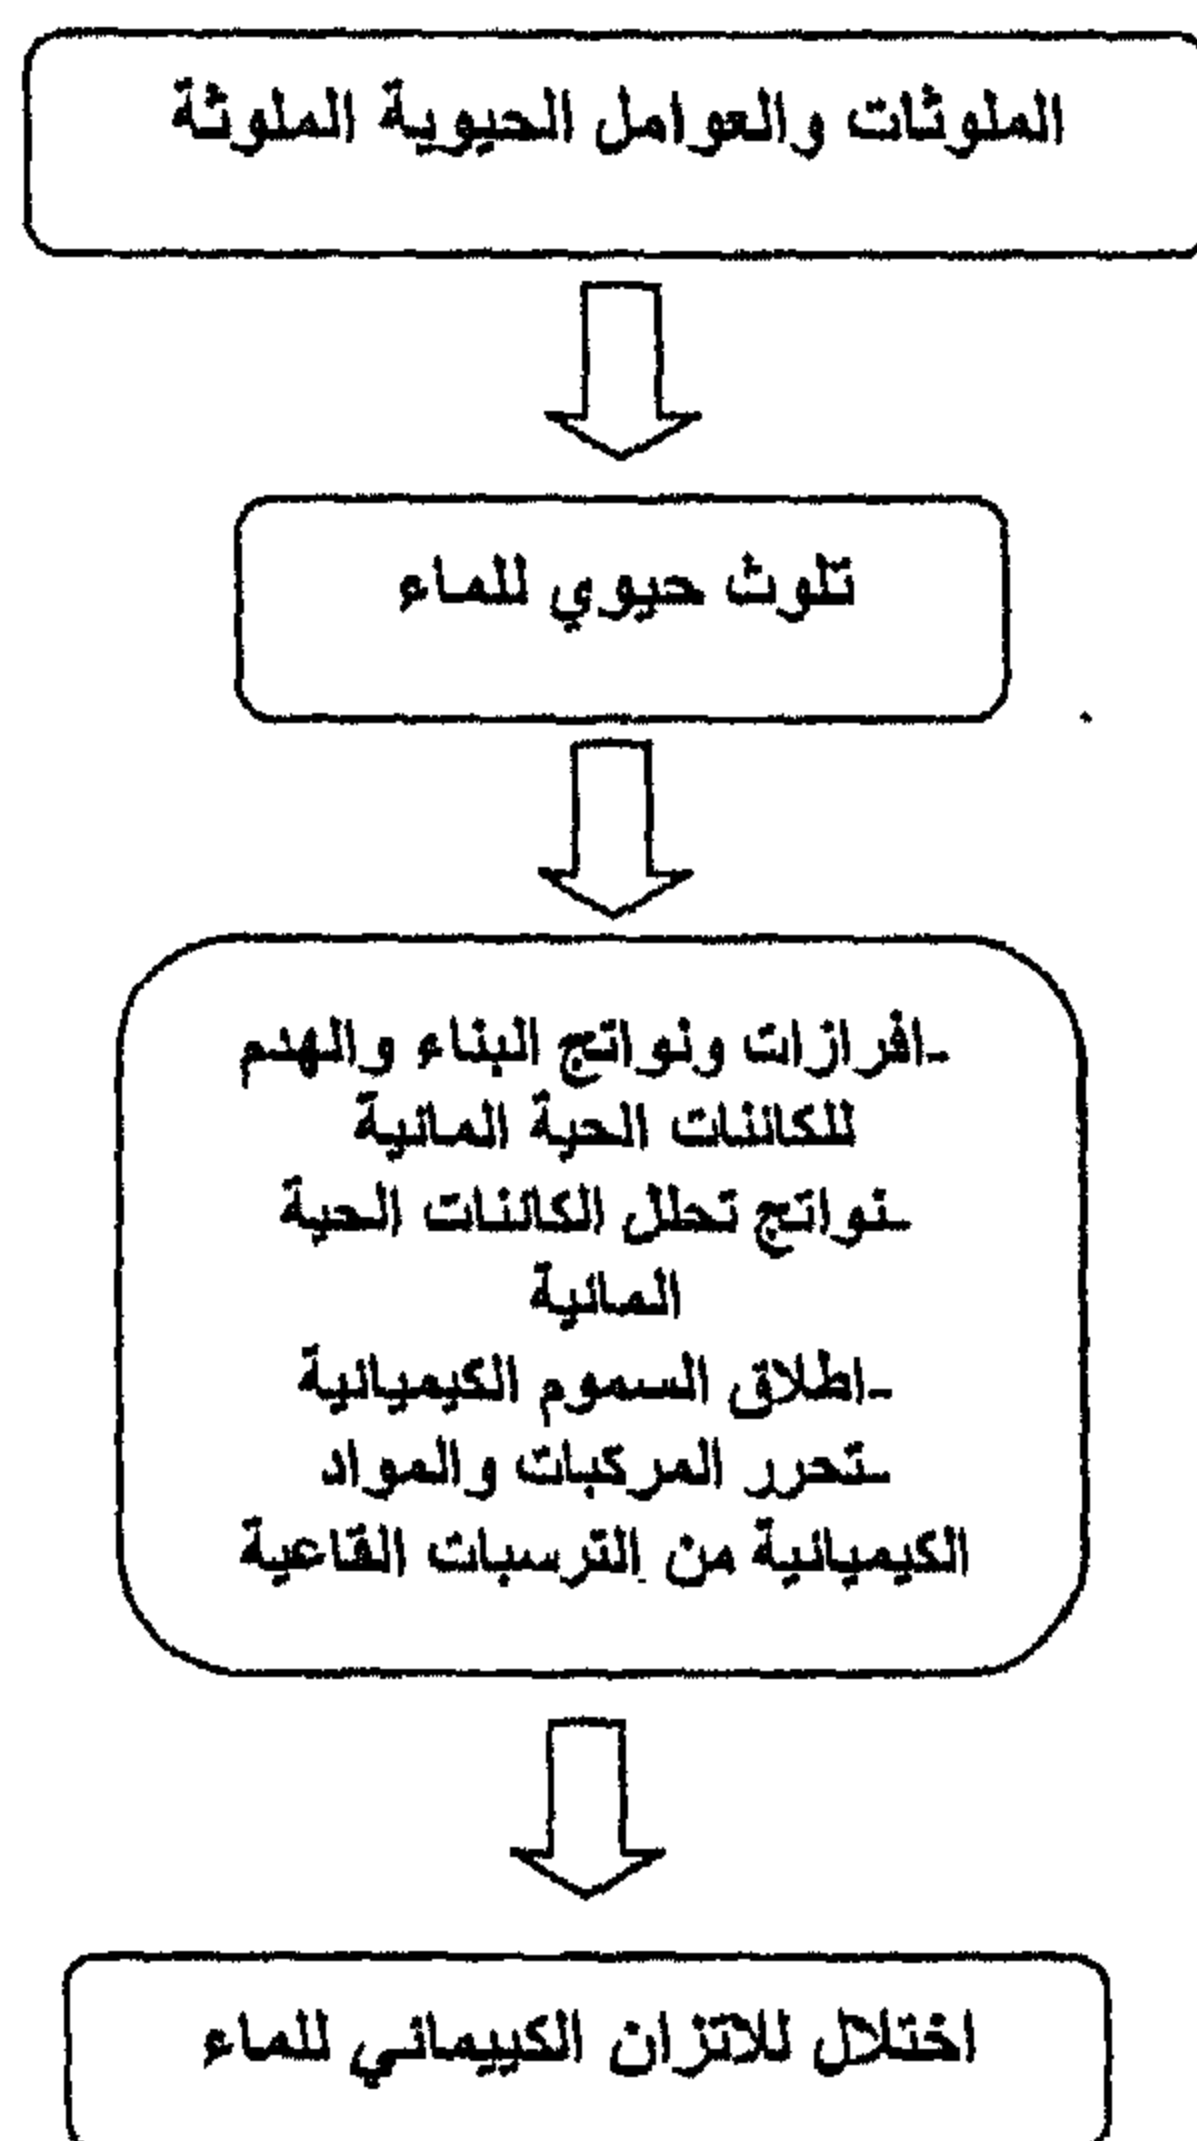 الملوثات والعوامل الحيوية الملوثة
تلوث حيوي للماء
-افرازات ونواتج البناء والهدم
للكائنات الحية المائية
-نواتج تحلل الكائنات الحية
المائية
-اطلاق السموم الكيميائية
-تحرر المركبات والمواد
الكيميائية من الترسبات القاعية
اختلال للاتزان الكييمائي للماء